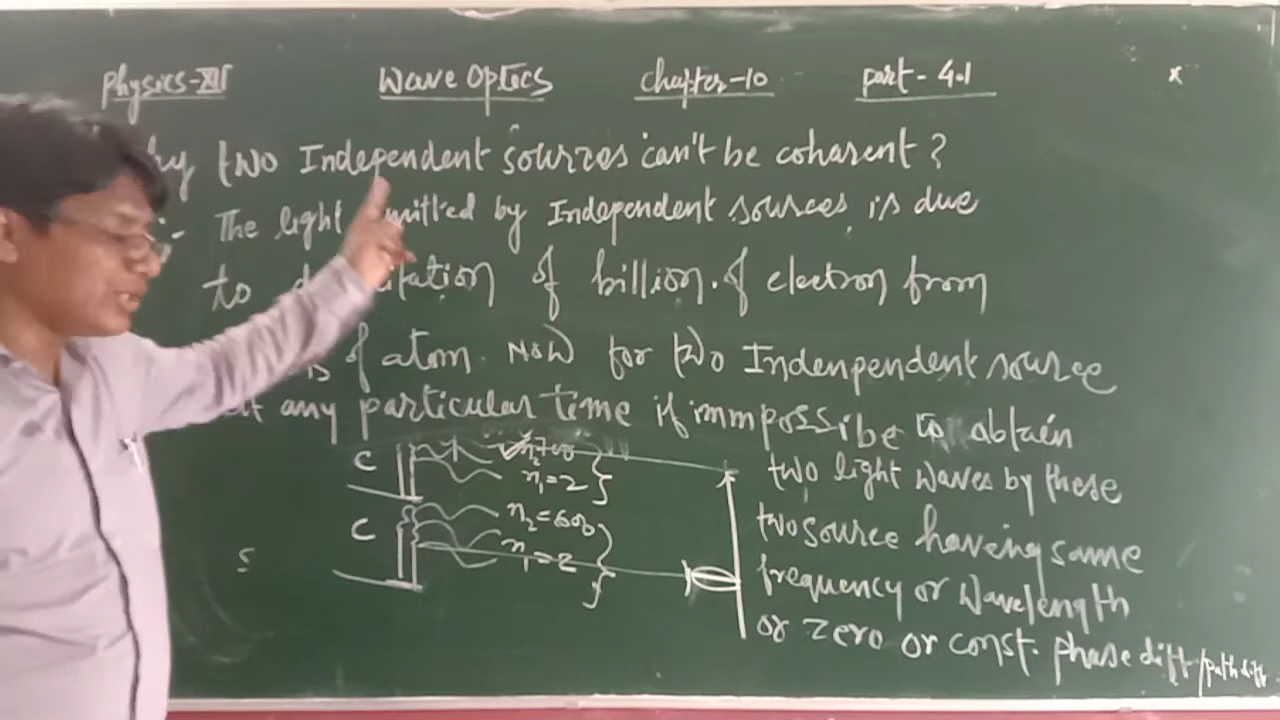 Physics-XII Wave Optics chapter-10 part-4.1 x
two Independent sources can't be coharent?
The light emitted by Independent sources is due
to of billion of electron from
of atom. Now for two Indenpendent source
at any particular time if immpossibe to obtain
C
n₁=2
two light waves by these
C n₂=600
n₁=2
two source having same
frequency or wavelength
or zero or const. phase diff./path diff.